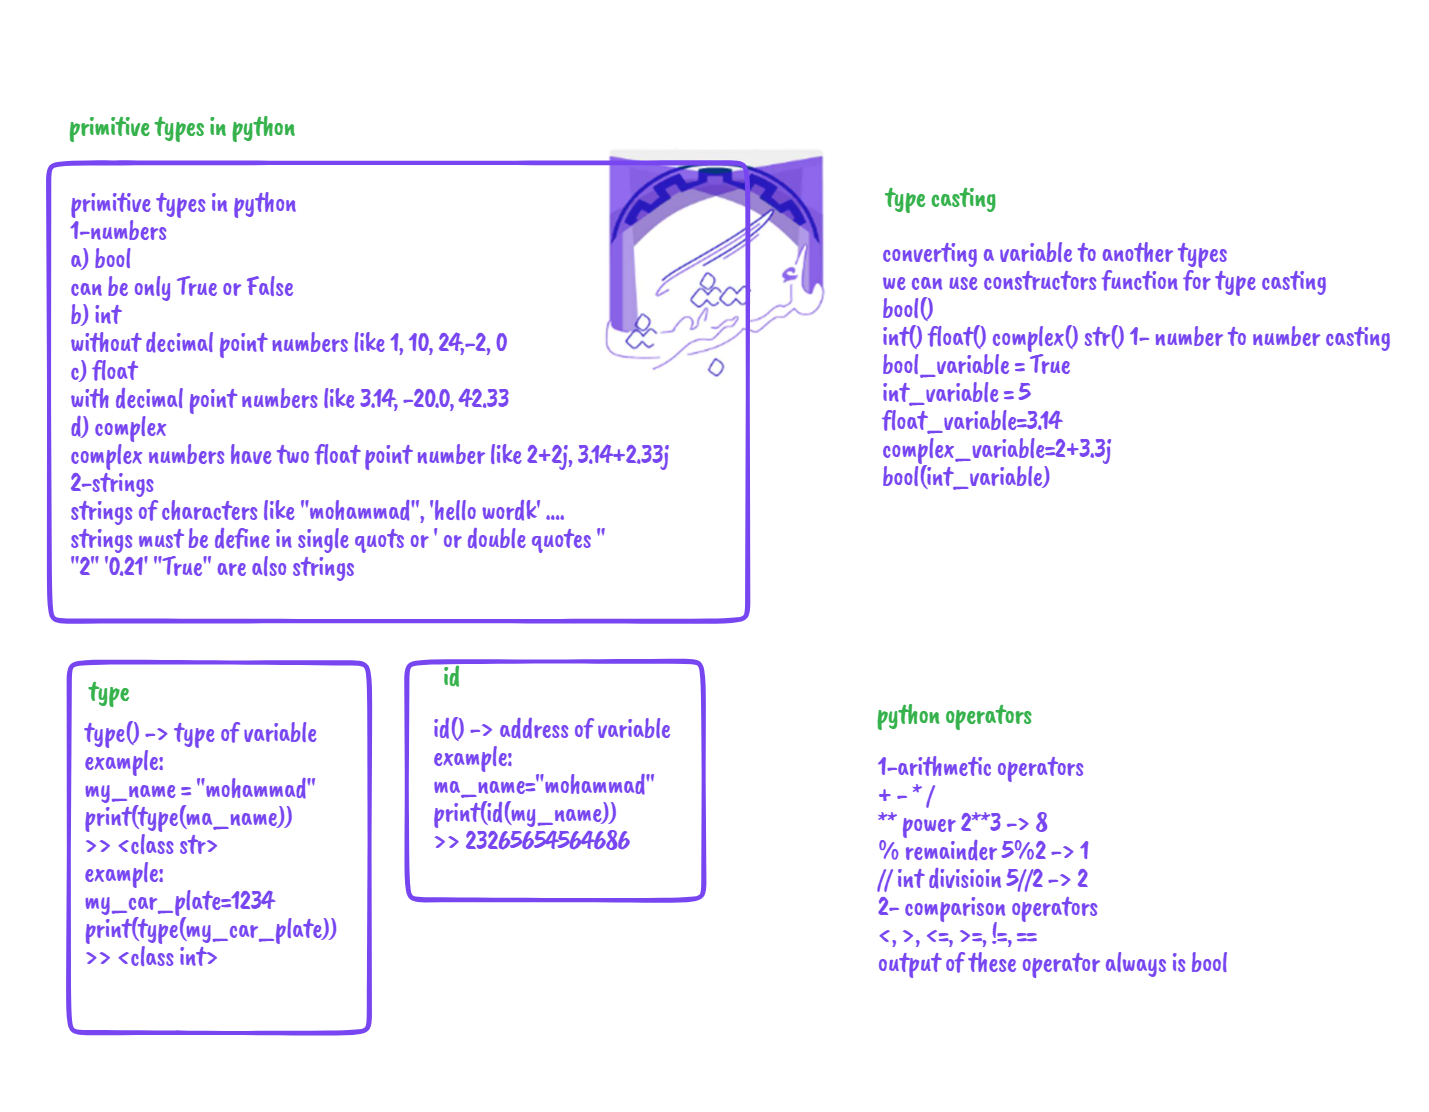 primitive types in python
primitive types in python
1-numbers
a) bool
can be only True or False
b) int
without decimal point numbers like 1, 10, 24,-2, 0
c) float
with decimal point numbers like 3.14, -20.0, 42.33
d) complex
complex numbers have two float point number like 2+2j, 3.14+2.33j
2-strings
strings of characters like "mohammad", 'hello wordk' ....
strings must be define in single quots or ' or double quotes "
"2" '0.21' "True" are also strings
type
type() -> type of variable
example:
my_name = "mohammad"
print(type(ma_name))
>> <class str>
example:
my_car_plate=1234
print(type(my_car_plate))
>> <class int>
id
id() -> address of variable
example:
ma_name="mohammad"
print(id(my_name))
>> 23265654564686
type casting
converting a variable to another types
we can use constructors function for type casting
bool()
int() float() complex() str() 1- number to number casting
bool_variable = True
int_variable = 5
float_variable=3.14
complex_variable=2+3.3j
bool(int_variable)
python operators
1-arithmetic operators
+ - * /
** power 2**3 -> 8
% remainder 5%2 -> 1
// int divisioin 5//2 -> 2
2- comparison operators
<, >, <=, >=, !=, ==
output of these operator always is bool